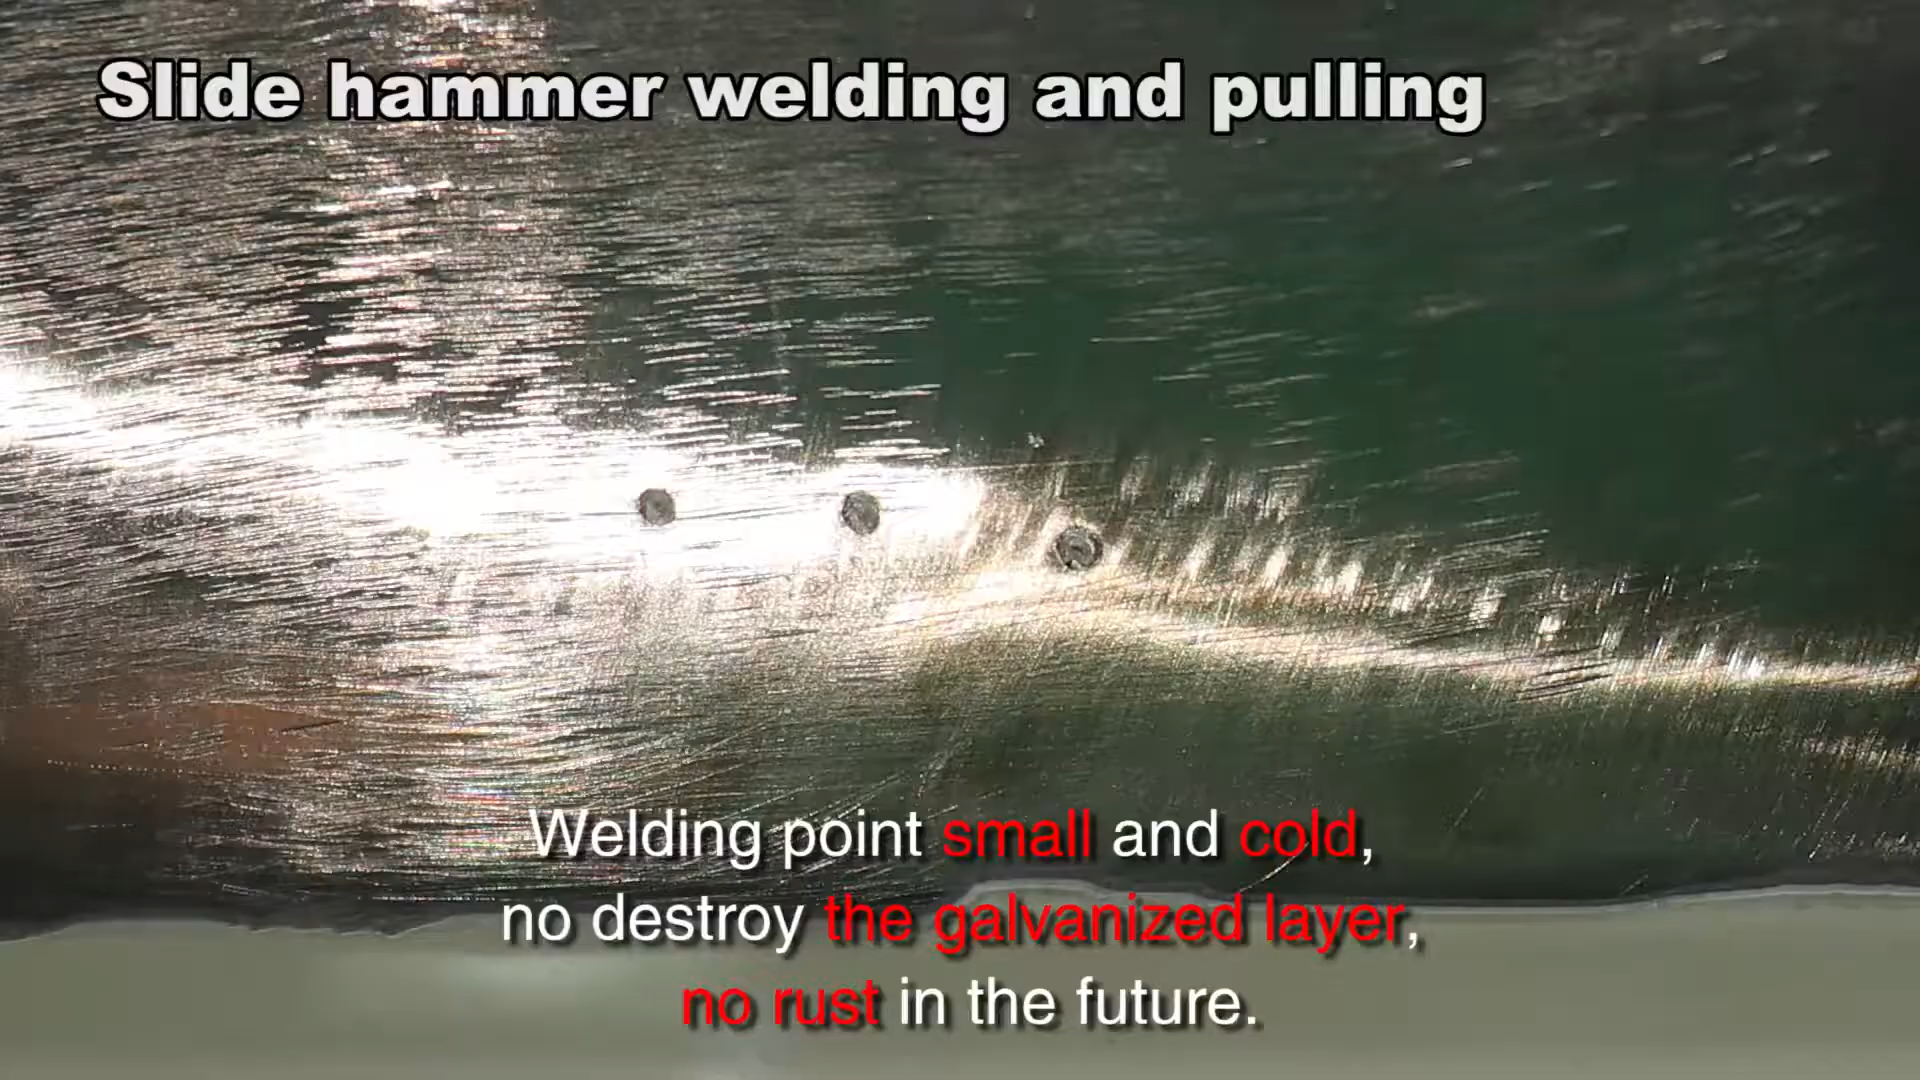 Slide hammer welding and pulling
Welding point small and cold,
no destroy the galvanized layer,
no rust in the future.